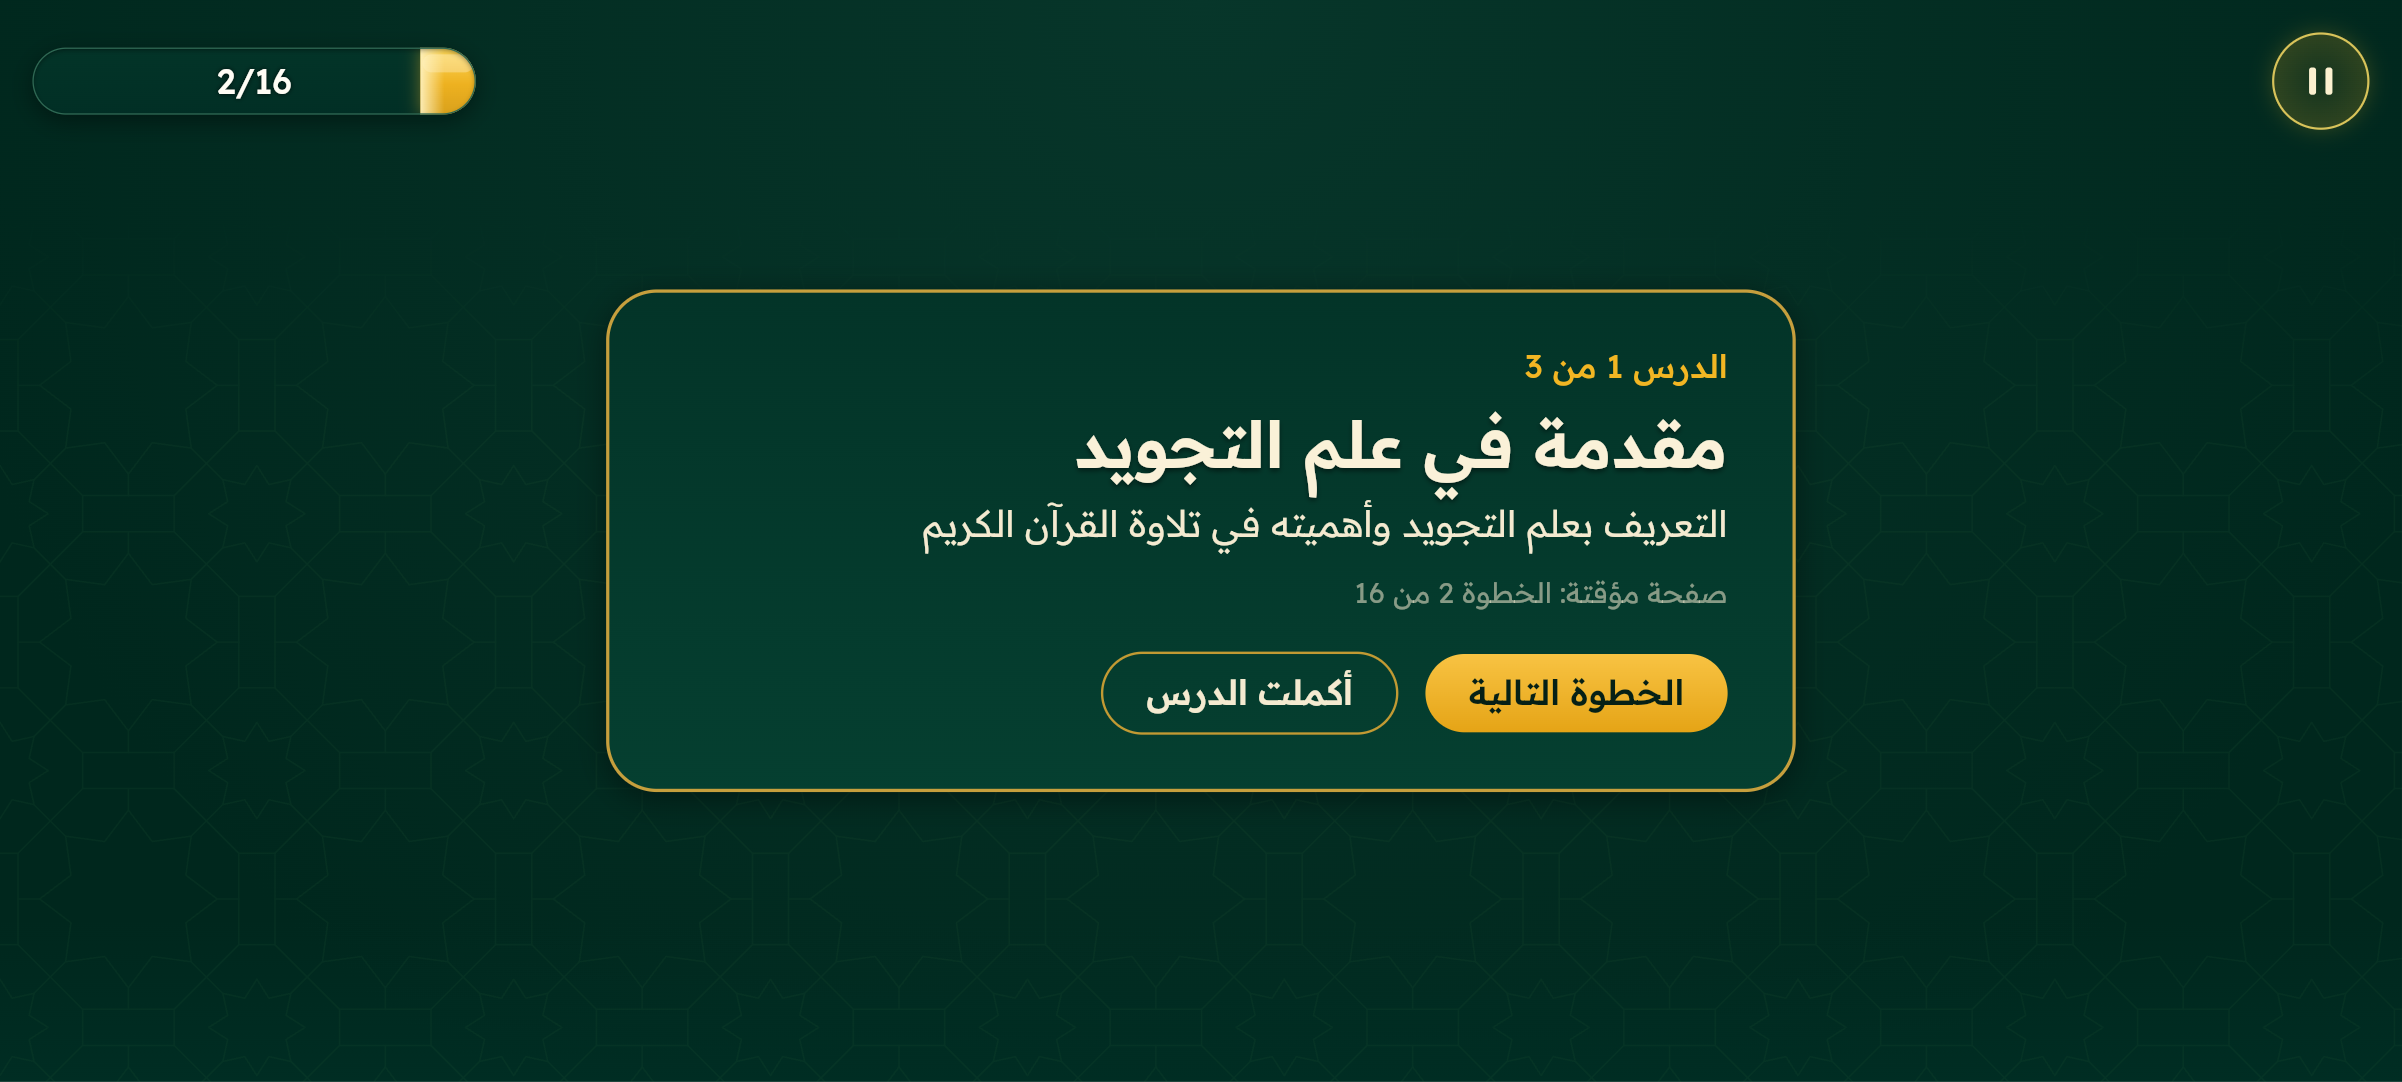 2/16
الدرس 1 من 3
مقدمة في علم التجويد
التعريف بعلم التجويد وأهميته في تلاوة القرآن الكريم
صفحة مؤقتة: الخطوة 2 من 16
الخطوة التالية
أكملت الدرس